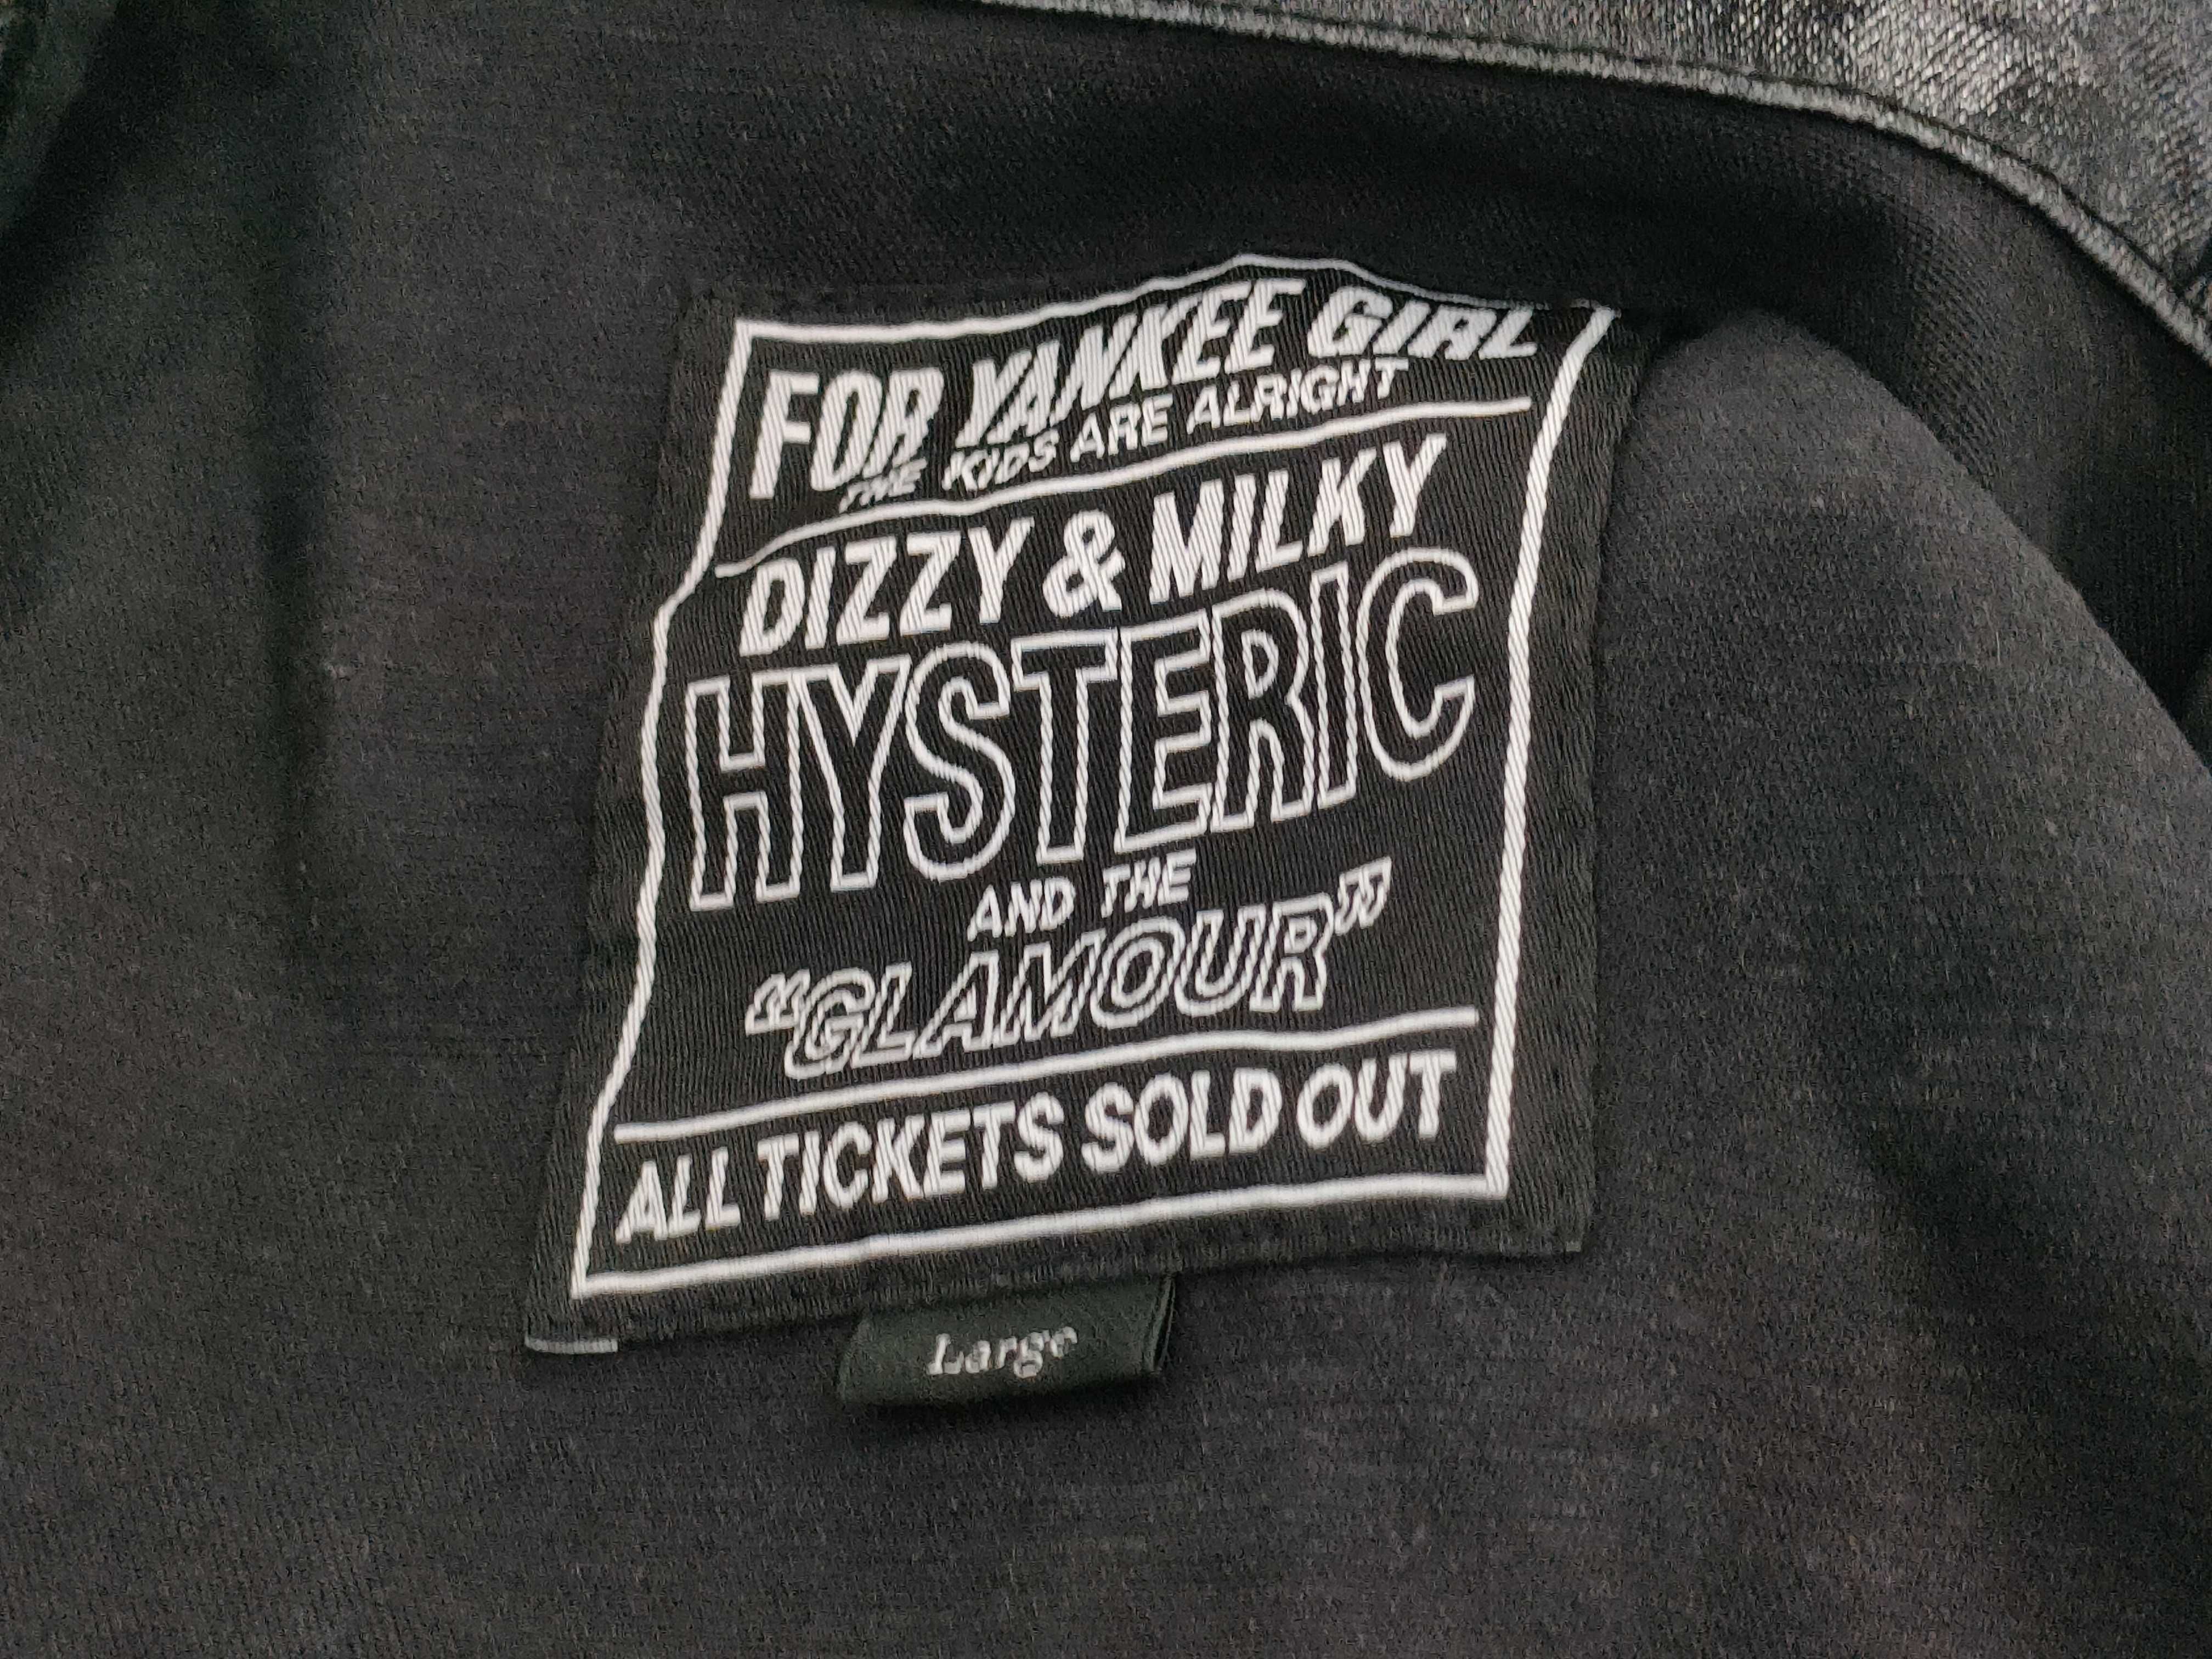 FOR YANKEE GIRL
THE KIDS ARE ALRIGHT
DIZZY & MILKY
HYSTERIC
AND THE
“GLAMOUR”
ALL TICKETS SOLD OUT
Large